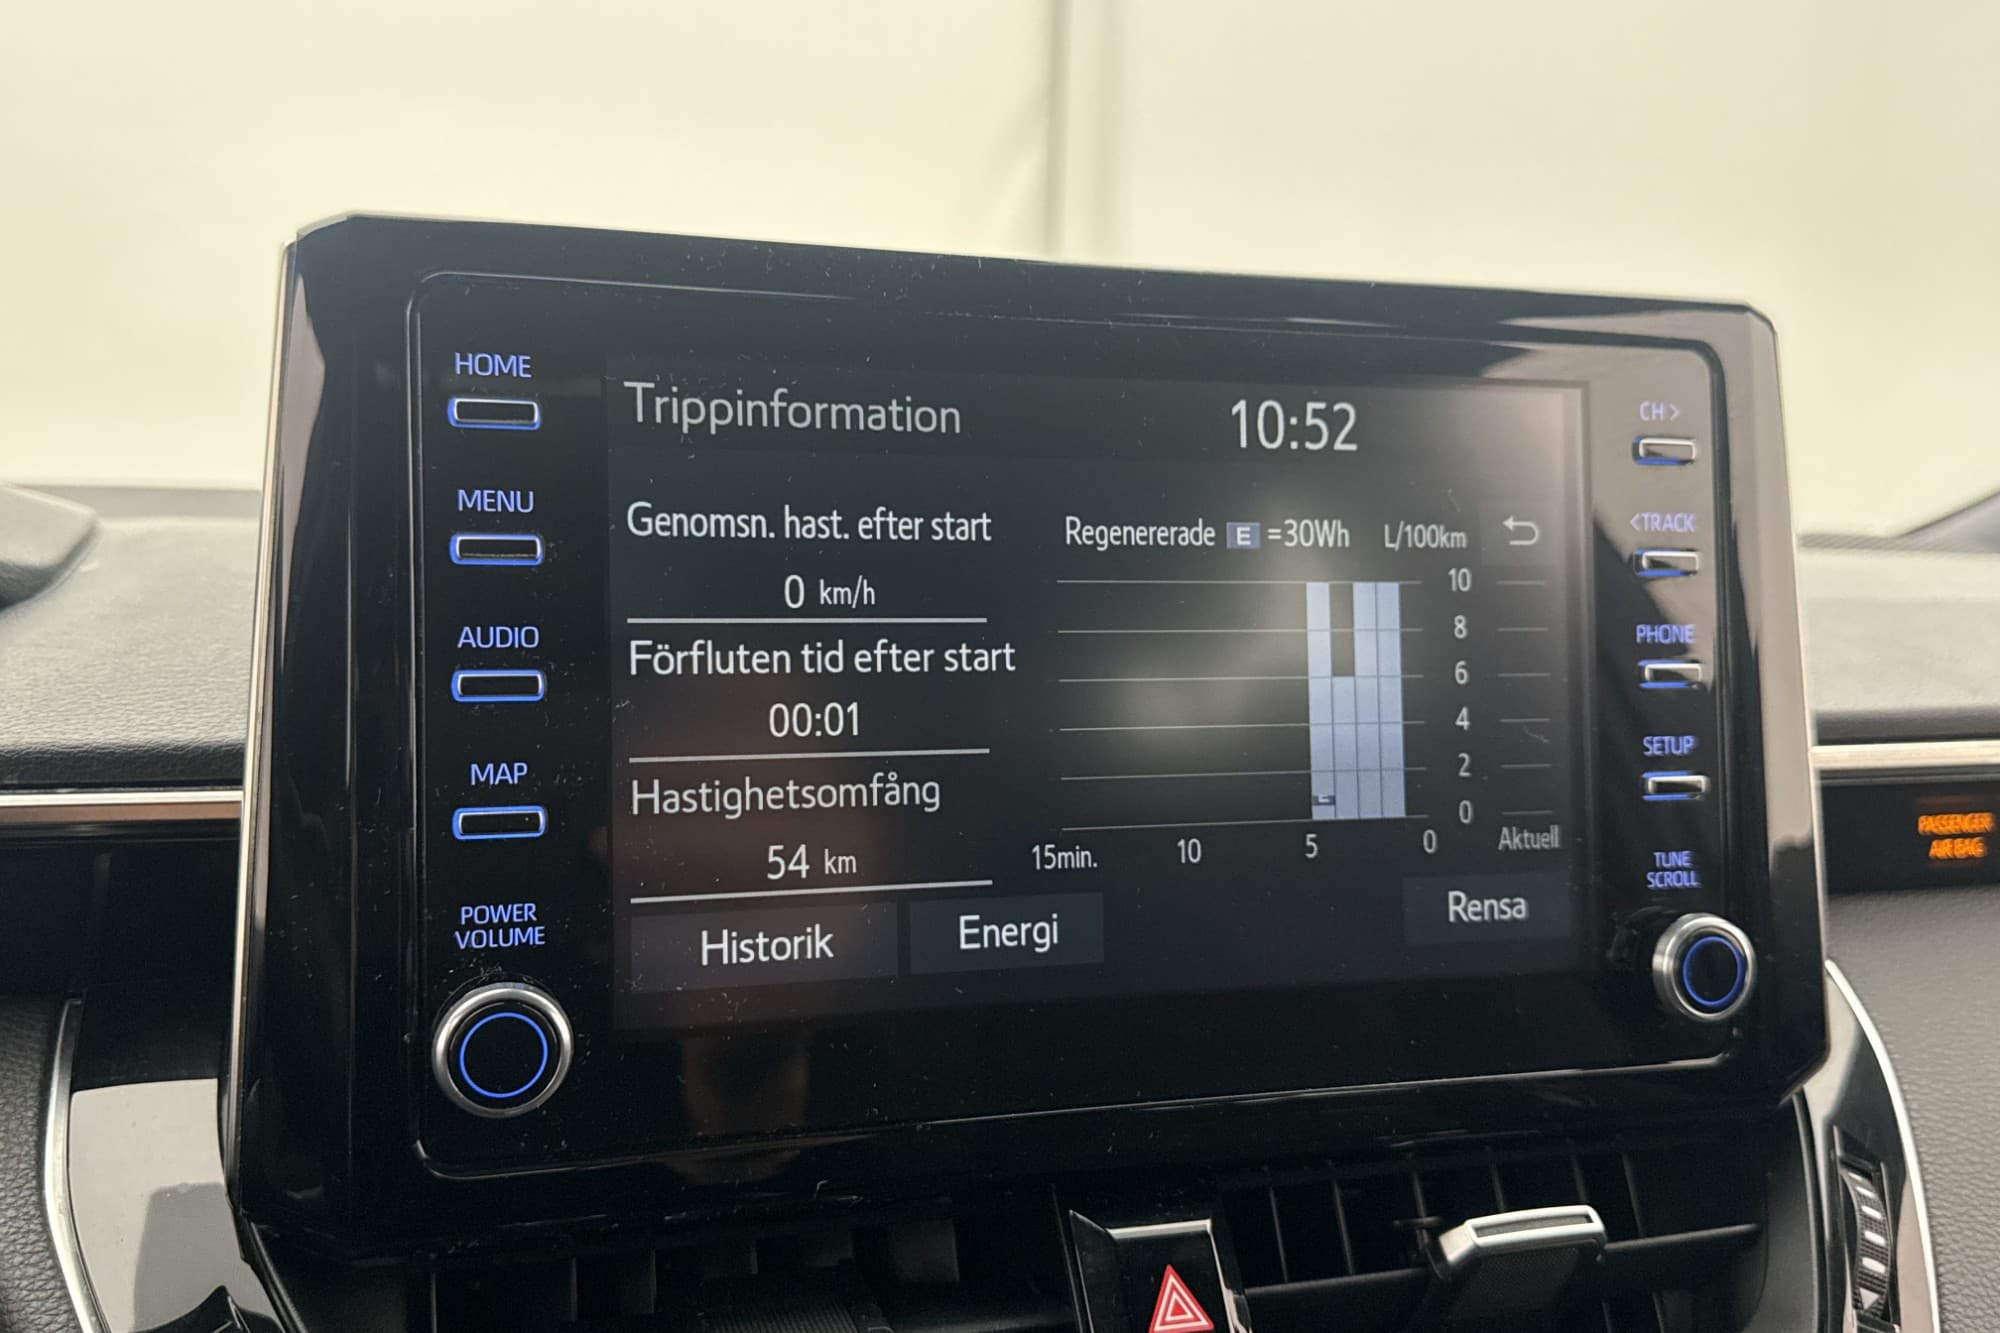 HOME
MENU
AUDIO
MAP
POWER
VOLUME
Trippinformation
10:52
Genomsn. hast. efter start
0 km/h
Förfluten tid efter start
00:01
Hastighetsomfång
54 km
Historik
Energi
Regenererade E =30Wh L/100km
10
8
6
4
2
0
E
15min. 10 5 0 Aktuell
Rensa
CH >
< TRACK
PHONE
SETUP
TUNE
SCROLL
PASSENGER
AIR BAG